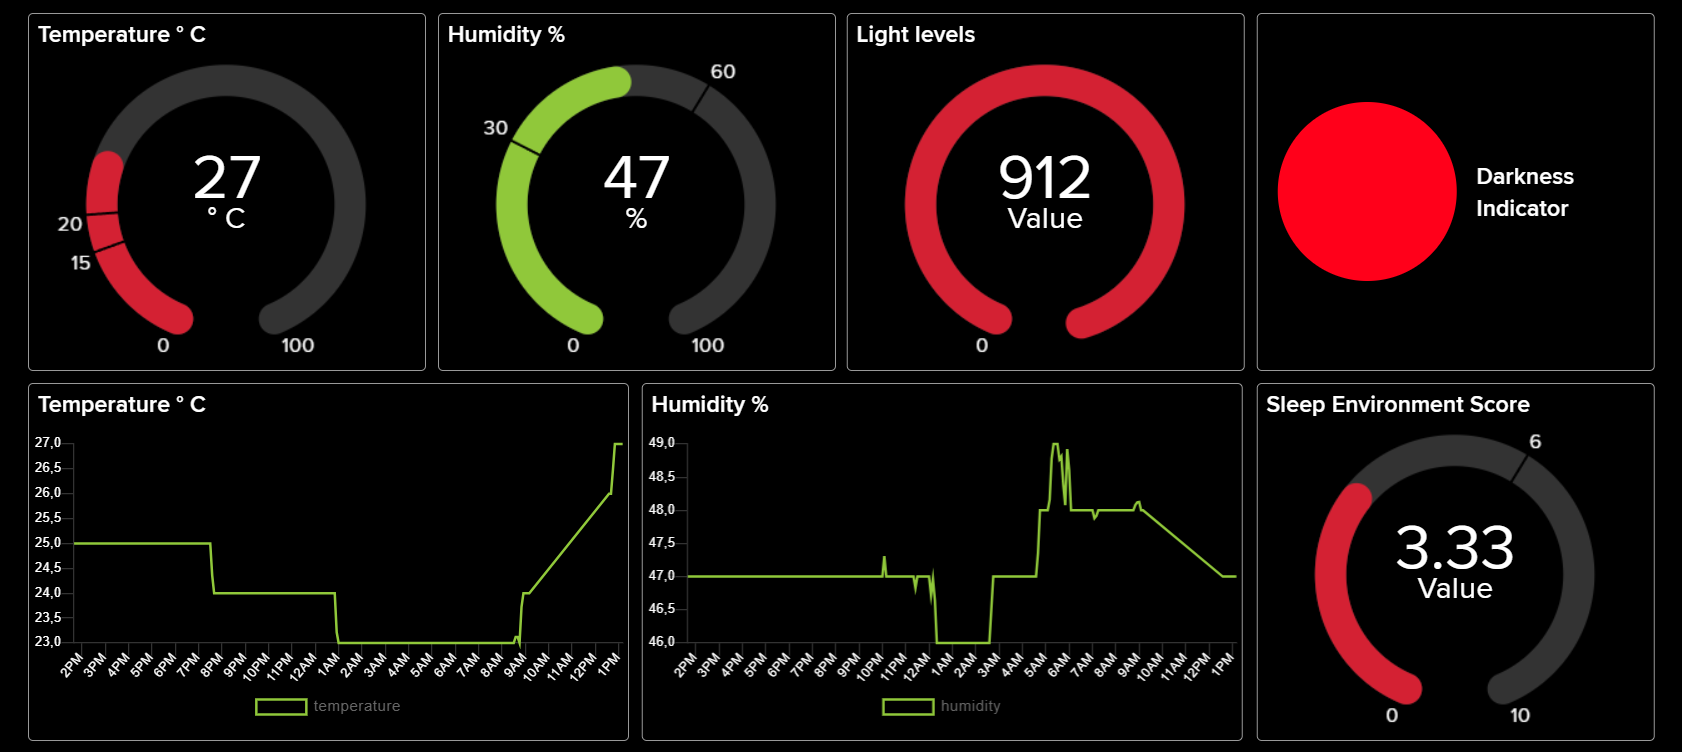 Temperature ° C
20
15
27
° C
0
100
Humidity %
60
30
47
%
0
100
Light levels
912
Value
0
Darkness
Indicator
Temperature ° C
27,0
26,5
26,0
25,5
25,0
24,5
24,0
23,5
23,0
2PM 3PM 4PM 5PM 6PM 7PM 8PM 9PM 10PM 11PM 12AM 1AM 2AM 3AM 4AM 5AM 6AM 7AM 8AM 9AM 10AM 11AM 12PM 1PM
temperature
Humidity %
49,0
48,5
48,0
47,5
47,0
46,5
46,0
2PM 3PM 4PM 5PM 6PM 7PM 8PM 9PM 10PM 11PM 12AM 1AM 2AM 3AM 4AM 5AM 6AM 7AM 8AM 9AM 10AM 11AM 12PM 1PM
humidity
Sleep Environment Score
6
3.33
Value
0
10